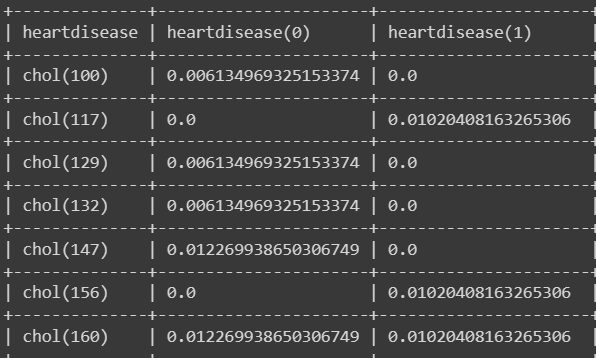 | heartdisease | heartdisease(0) | heartdisease(1) |
| chol(100) | 0.006134969325153374 | 0.0 |
| chol(117) | 0.0 | 0.01020408163265306 |
| chol(129) | 0.006134969325153374 | 0.0 |
| chol(132) | 0.006134969325153374 | 0.0 |
| chol(147) | 0.012269938650306749 | 0.0 |
| chol(156) | 0.0 | 0.01020408163265306 |
| chol(160) | 0.012269938650306749 | 0.01020408163265306 |